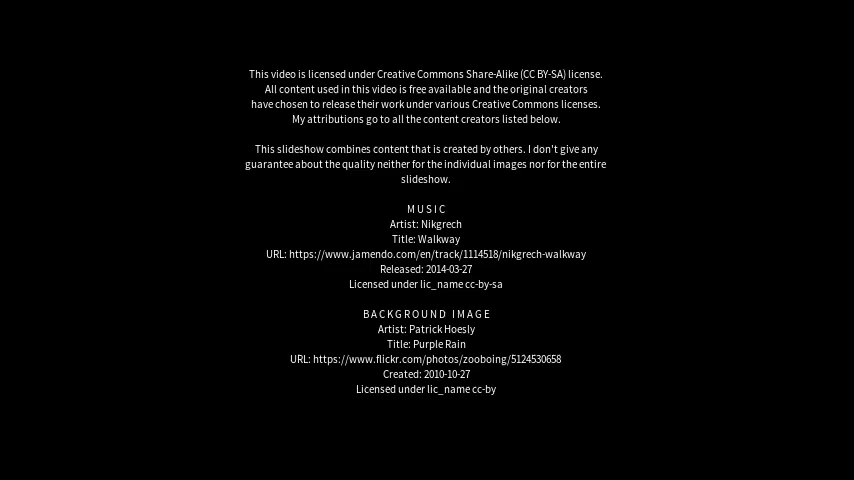 This video is licensed under Creative Commons Share-Alike (CC BY-SA) license.
All content used in this video is free available and the original creators
have chosen to release their work under various Creative Commons licenses.
My attributions go to all the content creators listed below.
This slideshow combines content that is created by others. I don't give any
guarantee about the quality neither for the individual images nor for the entire
slideshow.
MUSIC
Artist: Nikgrech
Title: Walkway
URL: https://www.jamendo.com/en/track/1114518/nikgrech-walkway
Released: 2014-03-27
Licensed under lic_name cc-by-sa
BACKGROUND IMAGE
Artist: Patrick Hoesly
Title: Purple Rain
URL: https://www.flickr.com/photos/zooboing/5124530658
Created: 2010-10-27
Licensed under lic_name cc-by